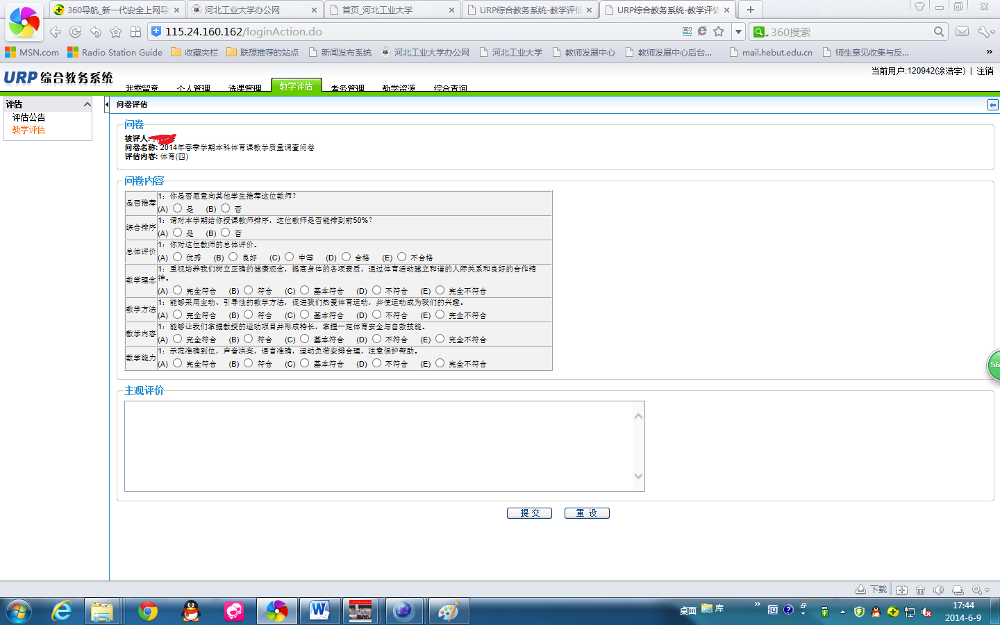 360导航_新一代安全上网导
河北工业大学办公网
首页_河北工业大学
URP综合教务系统-教学评估
URP综合教务系统-教学评估
115.24.160.162/loginAction.do
360搜索
MSN.com
Radio Station Guide
收藏夹栏
联想推荐的站点
新闻发布系统
河北工业大学办公网
河北工业大学
教师发展中心
教师发展中心后台...
mail.hebut.edu.cn
师生意见收集与反...
»
URP综合教务系统
当前用户:120942(涂洁宇) | 注销
我要留意 个人管理 选课管理 教学评估 考务管理 教学资源 综合查询
评估
评估公告
教学评估
问卷评估
问卷
被评人:
问卷名称: 2014年春季学期本科体育课教学质量调查问卷
评估内容: 体育(四)
问卷内容
是否推荐
1: 你是否愿意向其他学生推荐这位教师?
(A) 是 (B) 否
综合排序
1: 请对本学期给你授课教师排序, 这位教师是否能排到前50%?
(A) 是 (B) 否
总体评价
1: 你对这位教师的总体评价。
(A) 优秀 (B) 良好 (C) 中等 (D) 合格 (E) 不合格
教学理念
1: 重视培养我们树立正确的健康观念, 提高身体的各项素质, 通过体育活动建立和谐的人际关系和良好的合作精
神。
(A) 完全符合 (B) 符合 (C) 基本符合 (D) 不符合 (E) 完全不符合
教学方法
1: 能够采用主动、引导性的教学方法, 促进我们热爱体育运动, 并使运动成为我们的兴趣。
(A) 完全符合 (B) 符合 (C) 基本符合 (D) 不符合 (E) 完全不符合
教学内容
1: 能够让我们掌握教授的运动项目并形成特长, 掌握一定体育安全与自救技能。
(A) 完全符合 (B) 符合 (C) 基本符合 (D) 不符合 (E) 完全不符合
教学能力
1: 示范准确到位, 声音洪亮, 语言准确, 运动负荷安排合理, 注意保护帮助。
(A) 完全符合 (B) 符合 (C) 基本符合 (D) 不符合 (E) 完全不符合
56
主观评价
提 交
重 设
下载
桌面
库
»
17:44
2014-6-9